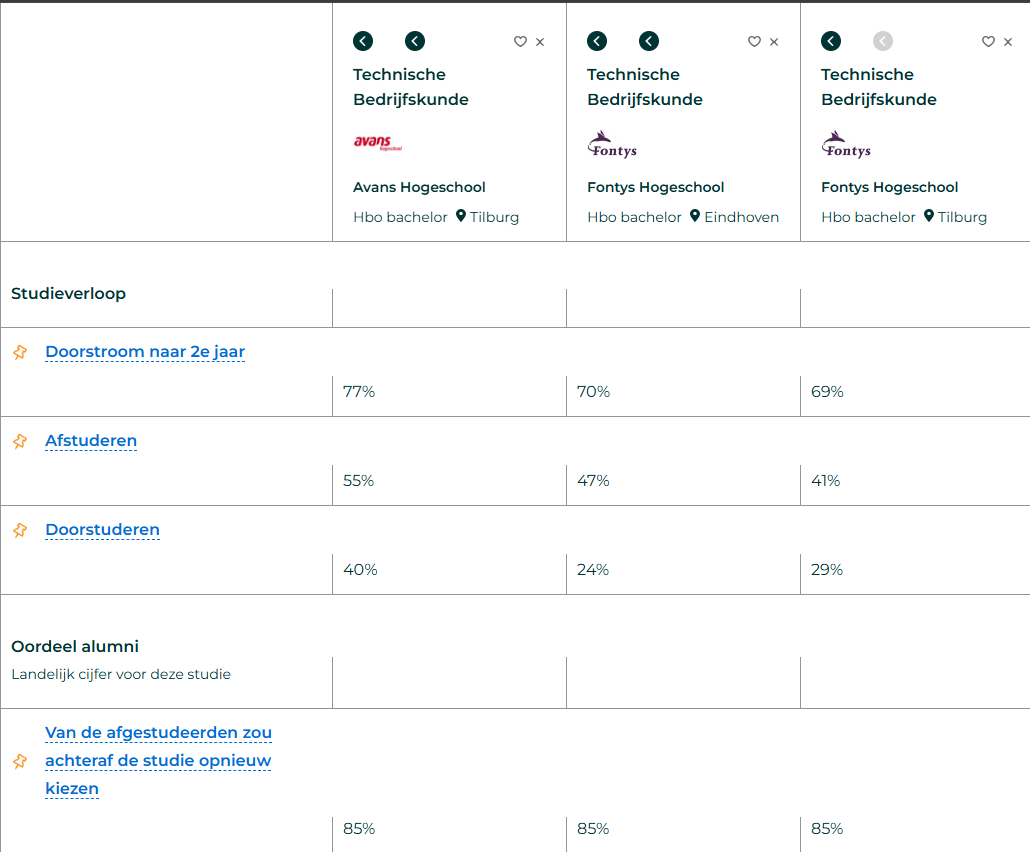 Technische
Bedrijfskunde
avans
hogeschool
Avans Hogeschool
Hbo bachelor Tilburg
Technische
Bedrijfskunde
Fontys
Fontys Hogeschool
Hbo bachelor Eindhoven
Technische
Bedrijfskunde
Fontys
Fontys Hogeschool
Hbo bachelor Tilburg
Studieverloop
Doorstroom naar 2e jaar
77% 70% 69%
Afstuderen
55% 47% 41%
Doorstuderen
40% 24% 29%
Oordeel alumni
Landelijk cijfer voor deze studie
Van de afgestudeerden zou
achteraf de studie opnieuw
kiezen
85% 85% 85%